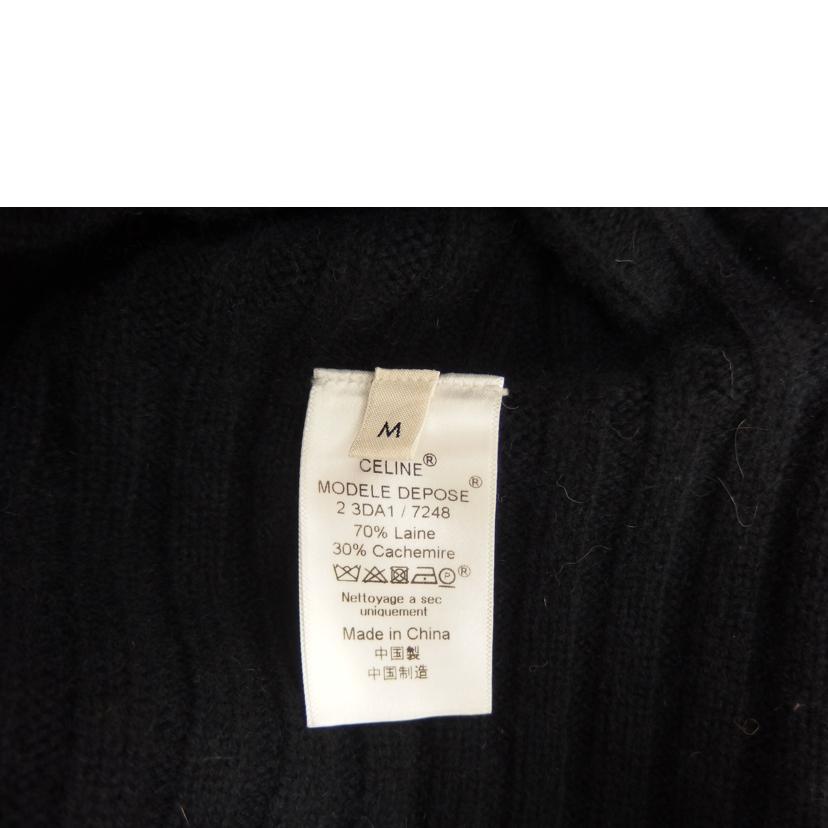 M
CELINE®
MODELE DEPOSE®
2 3DA1 / 7248
70% Laine
30% Cachemire
P ®
Nettoyage a sec
uniquement
Made in China
中国製
中国制造